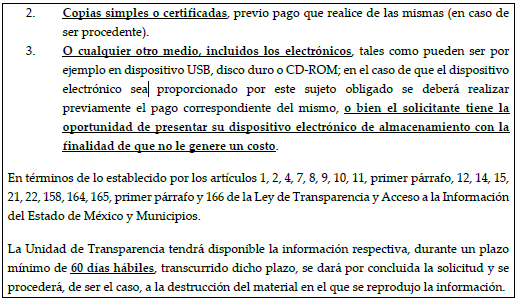 2. Copias simples o certificadas, previo pago que realice de las mismas (en caso de
ser procedente).
3. O cualquier otro medio, incluidos los electrónicos, tales como pueden ser por
ejemplo en dispositivo USB, disco duro o CD-ROM; en el caso de que el dispositivo
electrónico sea proporcionado por este sujeto obligado se deberá realizar
previamente el pago correspondiente del mismo, o bien el solicitante tiene la
oportunidad de presentar su dispositivo electrónico de almacenamiento con la
finalidad de que no le genere un costo.
En términos de lo establecido por los artículos 1, 2, 4, 7, 8, 9, 10, 11, primer párrafo, 12, 14, 15,
21, 22, 158, 164, 165, primer párrafo y 166 de la Ley de Transparencia y Acceso a la Información
del Estado de México y Municipios.
La Unidad de Transparencia tendrá disponible la información respectiva, durante un plazo
mínimo de 60 días hábiles, transcurrido dicho plazo, se dará por concluida la solicitud y se
procederá, de ser el caso, a la destrucción del material en el que se reprodujo la información.